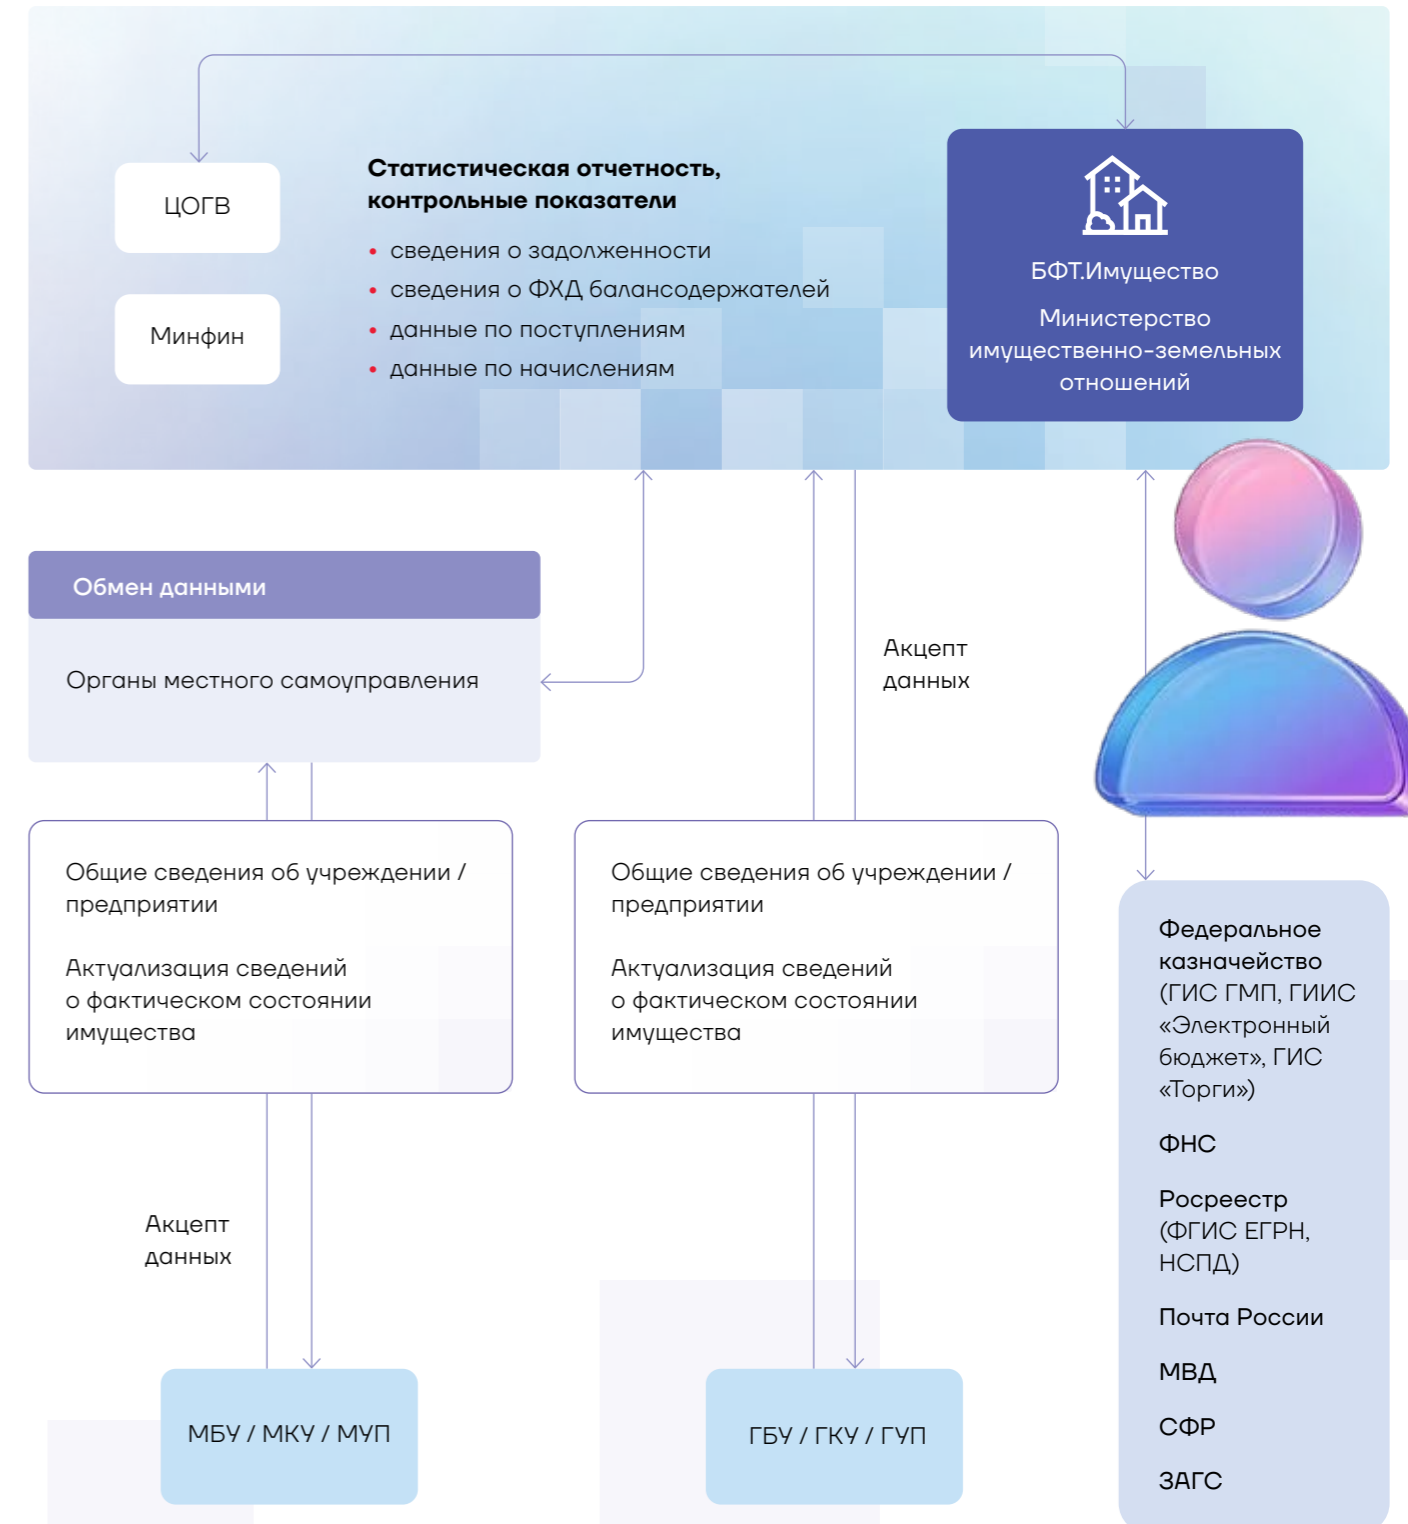 ЦОГВ
Минфин
Статистическая отчетность,
контрольные показатели
• сведения о задолженности
• сведения о ФХД балансодержателей
• данные по поступлениям
• данные по начислениям
БФТ.Имущество
Министерство
имущественно-земельных
отношений
Обмен данными
Органы местного самоуправления
Акцепт
данных
Общие сведения об учреждении /
предприятии
Актуализация сведений
о фактическом состоянии
имущества
Общие сведения об учреждении /
предприятии
Актуализация сведений
о фактическом состоянии
имущества
Федеральное
казначейство
(ГИС ГМП, ГИИС
«Электронный
бюджет», ГИС
«Торги»)
ФНС
Росреестр
(ФГИС ЕГРН,
НСПД)
Почта России
МВД
СФР
ЗАГС
Акцепт
данных
МБУ / МКУ / МУП
ГБУ / ГКУ / ГУП